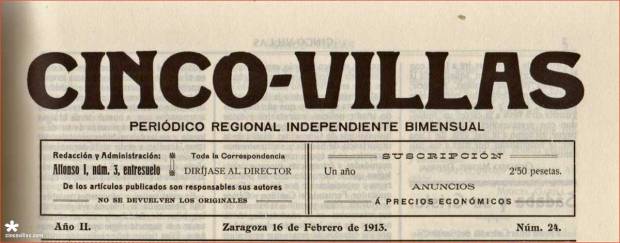 CINCO-VILLAS
PERIÓDICO REGIONAL INDEPENDIENTE BIMENSUAL
Redacción y Administración:
Alfonso I, núm. 3, entresuelo
Toda la Correspondencia
DIRÍJASE AL DIRECTOR
De los artículos publicados son responsables sus autores
NO SE DEVUELVEN LOS ORIGINALES
SUSCRIPCIÓN
Un año 2'50 pesetas.
ANUNCIOS
Á PRECIOS ECONÓMICOS
Año II. Zaragoza 16 de Febrero de 1913. Núm. 24.
cincovillas.com